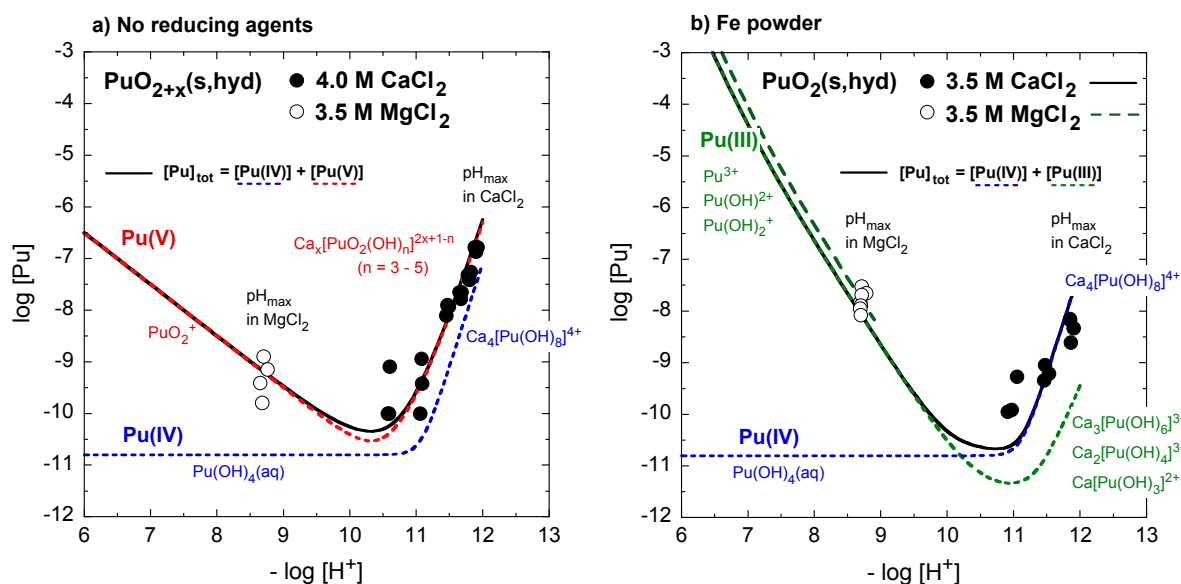 a) No reducing agents
-3
-4
-5
-6
-7
-8
-9
-10
-11
-12
log [Pu]
PuO2+x(s,hyd)
4.0 M CaCl2
3.5 M MgCl2
[Pu]tot = [Pu(IV)] + [Pu(V)]
pHmax
in CaCl2
Pu(V)
Cax[PuO2(OH)n]2x+1-n
(n = 3 - 5)
pHmax
in MgCl2
PuO2+
Ca4[Pu(OH)8]4+
Pu(IV)
Pu(OH)4(aq)
6 7 8 9 10 11 12 13
- log [H+]
b) Fe powder
-3
-4
-5
-6
-7
-8
-9
-10
-11
-12
log [Pu]
PuO2(s,hyd)
3.5 M CaCl2
3.5 M MgCl2
Pu(III)
Pu3+
Pu(OH)2+
Pu(OH)2+
[Pu]tot = [Pu(IV)] + [Pu(III)]
pHmax
in MgCl2
pHmax
in CaCl2
Ca4[Pu(OH)8]4+
Pu(IV)
Pu(OH)4(aq)
Ca3[Pu(OH)6]3
Ca2[Pu(OH)4]3
Ca[Pu(OH)3]2+
6 7 8 9 10 11 12 13
- log [H+]